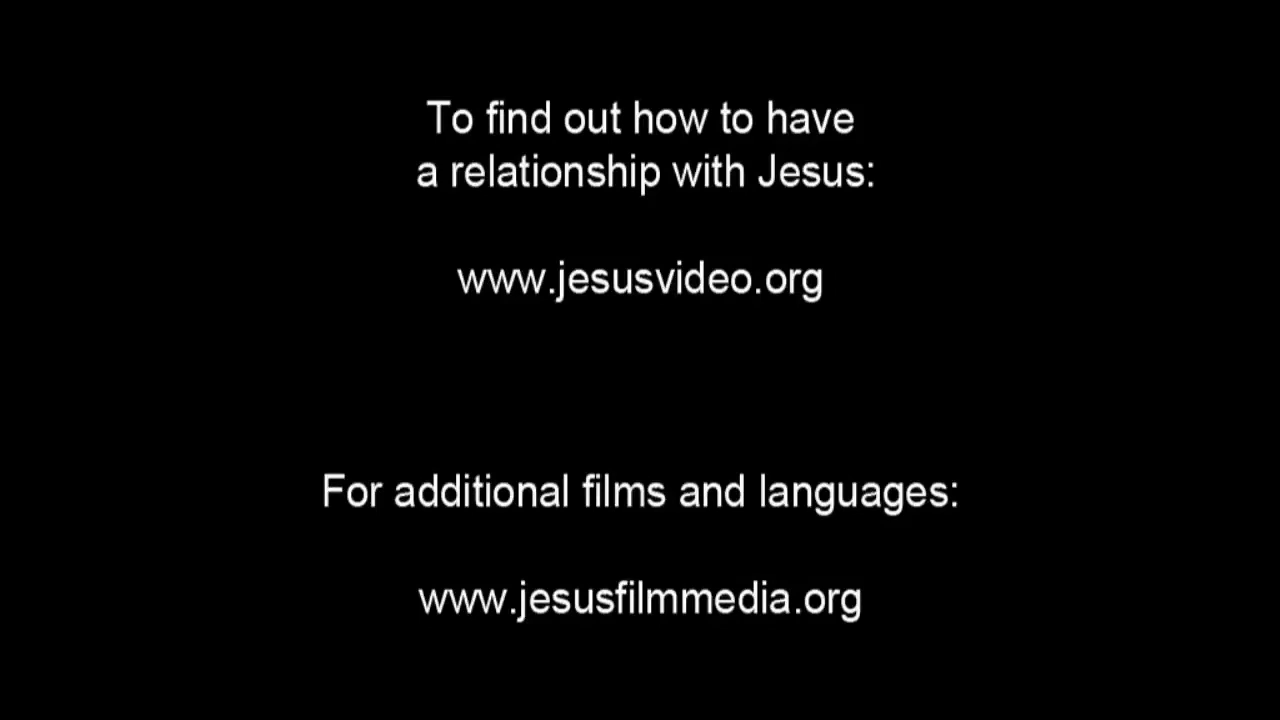 To find out how to have
a relationship with Jesus:
www.jesusvideo.org
For additional films and languages:
www.jesusfilmmedia.org